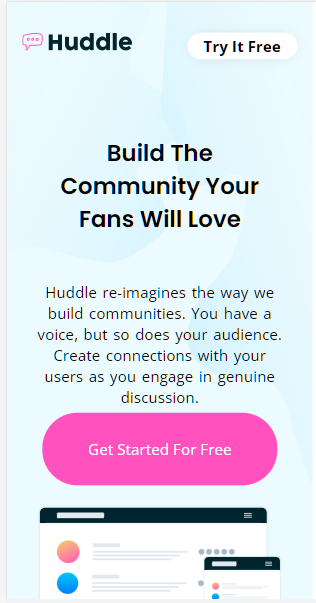 Huddle
Try It Free
Build The
Community Your
Fans Will Love
Huddle re-imagines the way we
build communities. You have a
voice, but so does your audience.
Create connections with your
users as you engage in genuine
discussion.
Get Started For Free